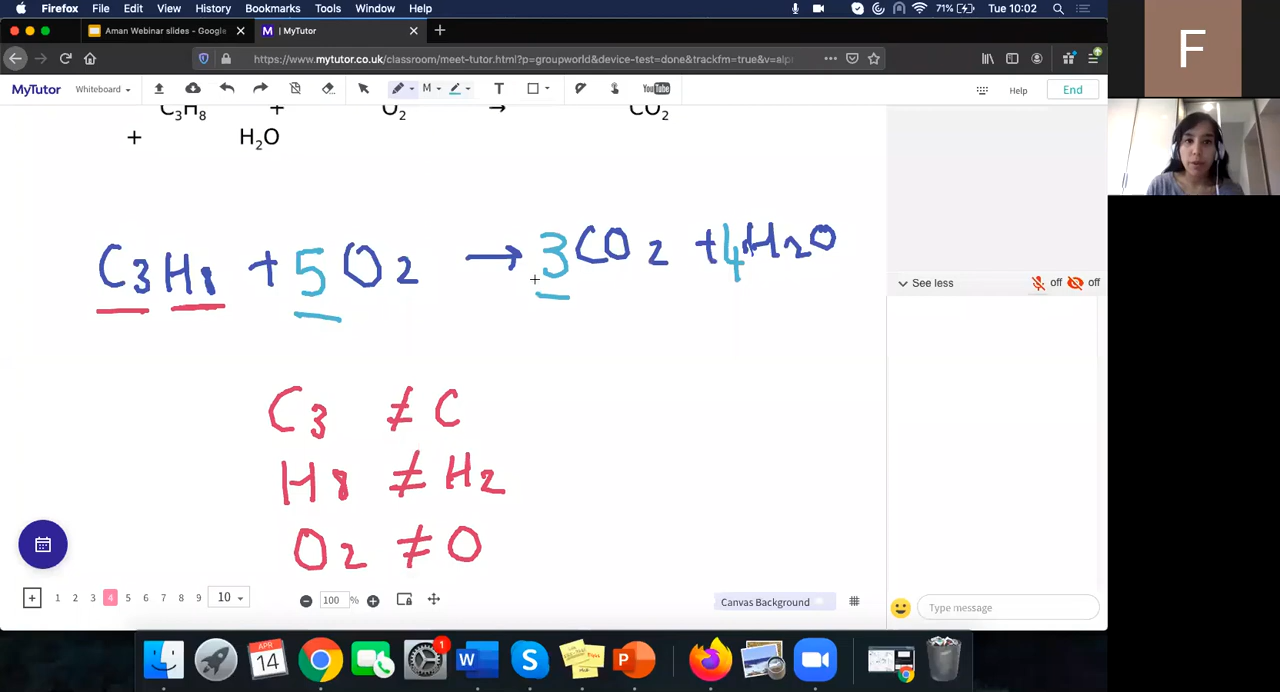 Firefox File Edit View History Bookmarks Tools Window Help 71% Tue 10:02
Aman Webinar slides - Google MyTutor
https://www.mytutor.co.uk/classroom/meet-tutor.html?p=groupworld&device-test=done&trackfm=true&v=al
MyTutor Whiteboard M T YouTube Help End
C₃H₈ + O₂ → CO₂
+ H₂O
C₃H₈ + 5O₂ → 3CO₂ + 4H₂O
C₃ ≠ C
H₈ ≠ H₂
O₂ ≠ O
F
See less off off
1 2 3 4 5 6 7 8 9 10
100 %
Canvas Background
Type message
APR
14
1
W
S
P